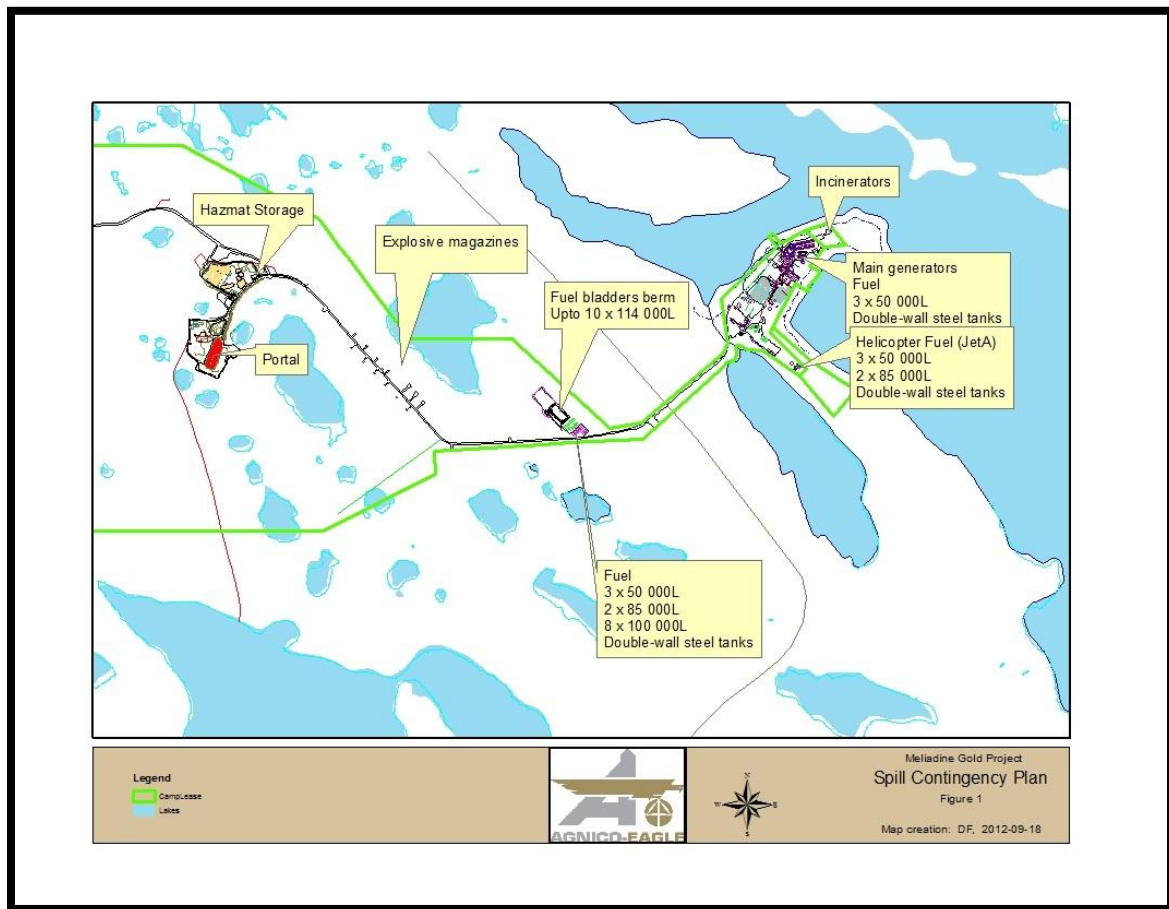 Incinerators
Hazmat Storage
Explosive magazines
Main generators
Fuel
3 x 50 000L
Double-wall steel tanks
Fuel bladders berm
Upto 10 x 114 000L
Helicopter Fuel (JetA)
3 x 50 000L
2 x 85 000L
Double-wall steel tanks
Portal
Fuel
3 x 50 000L
2 x 85 000L
8 x 100 000L
Double-wall steel tanks
Legend
CampLease
Lakes
AGNICO-EAGLE
N
W
E
S
Meliadine Gold Project
Spill Contingency Plan
Figure 1
Map creation: DF, 2012-09-18